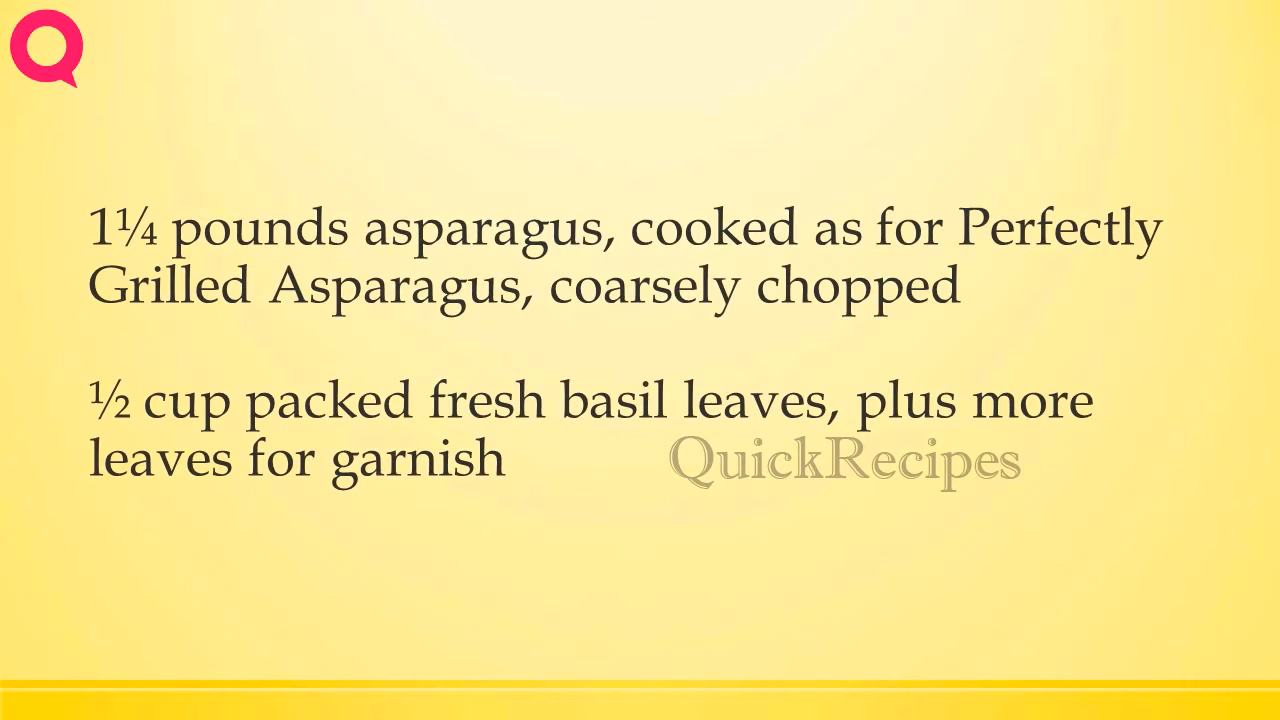 1¼ pounds asparagus, cooked as for Perfectly
Grilled Asparagus, coarsely chopped
½ cup packed fresh basil leaves, plus more
leaves for garnish
QuickRecipes